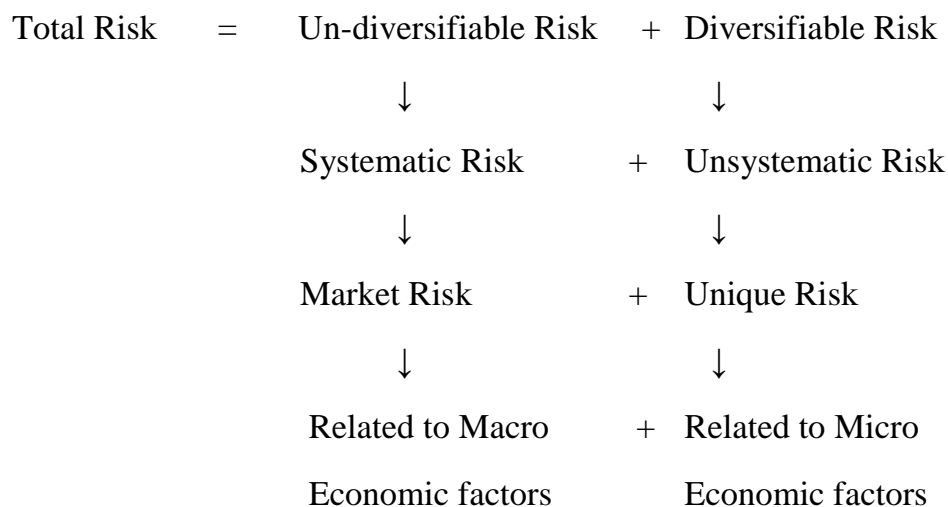 Total Risk = Un-diversifiable Risk + Diversifiable Risk
↓ ↓
Systematic Risk + Unsystematic Risk
↓ ↓
Market Risk + Unique Risk
↓ ↓
Related to Macro + Related to Micro
Economic factors Economic factors